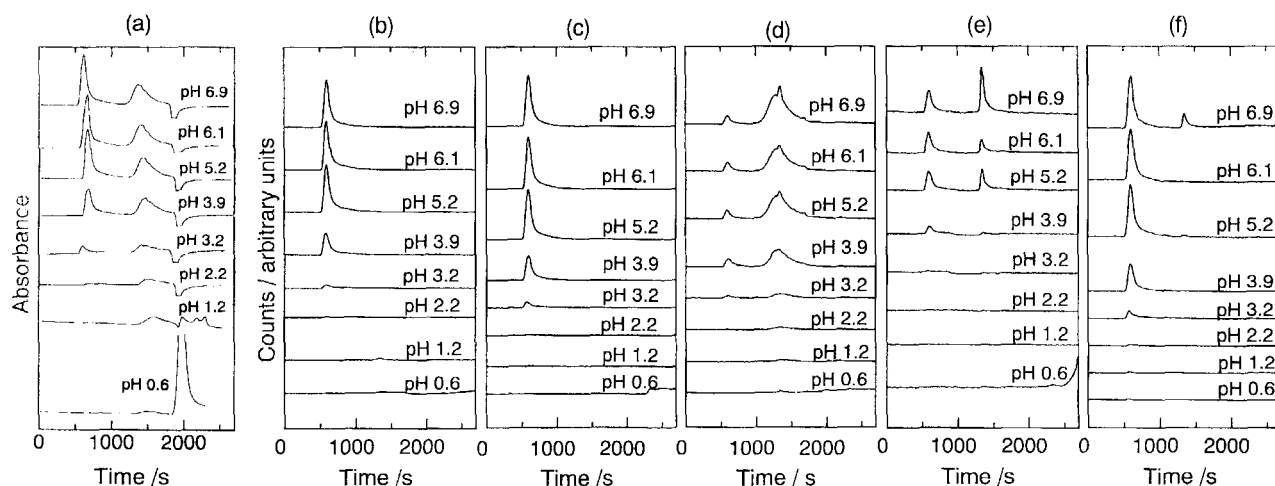 (a)
Absorbance
pH 6.9
pH 6.1
pH 5.2
pH 3.9
pH 3.2
pH 2.2
pH 1.2
pH 0.6
0 1000 2000
Time /s
(b)
Counts / arbitrary units
pH 6.9
pH 6.1
pH 5.2
pH 3.9
pH 3.2
pH 2.2
pH 1.2
pH 0.6
0 1000 2000
Time /s
(c)
pH 6.9
pH 6.1
pH 5.2
pH 3.9
pH 3.2
pH 2.2
pH 1.2
pH 0.6
0 1000 2000
Time /s
(d)
pH 6.9
pH 6.1
pH 5.2
pH 3.9
pH 3.2
pH 2.2
pH 1.2
pH 0.6
0 1000 2000
Time /s
(e)
pH 6.9
pH 6.1
pH 5.2
pH 3.9
pH 3.2
pH 2.2
pH 1.2
pH 0.6
0 1000 2000
Time /s
(f)
pH 6.9
pH 6.1
pH 5.2
pH 3.9
pH 3.2
pH 2.2
pH 1.2
pH 0.6
0 1000 2000
Time /s